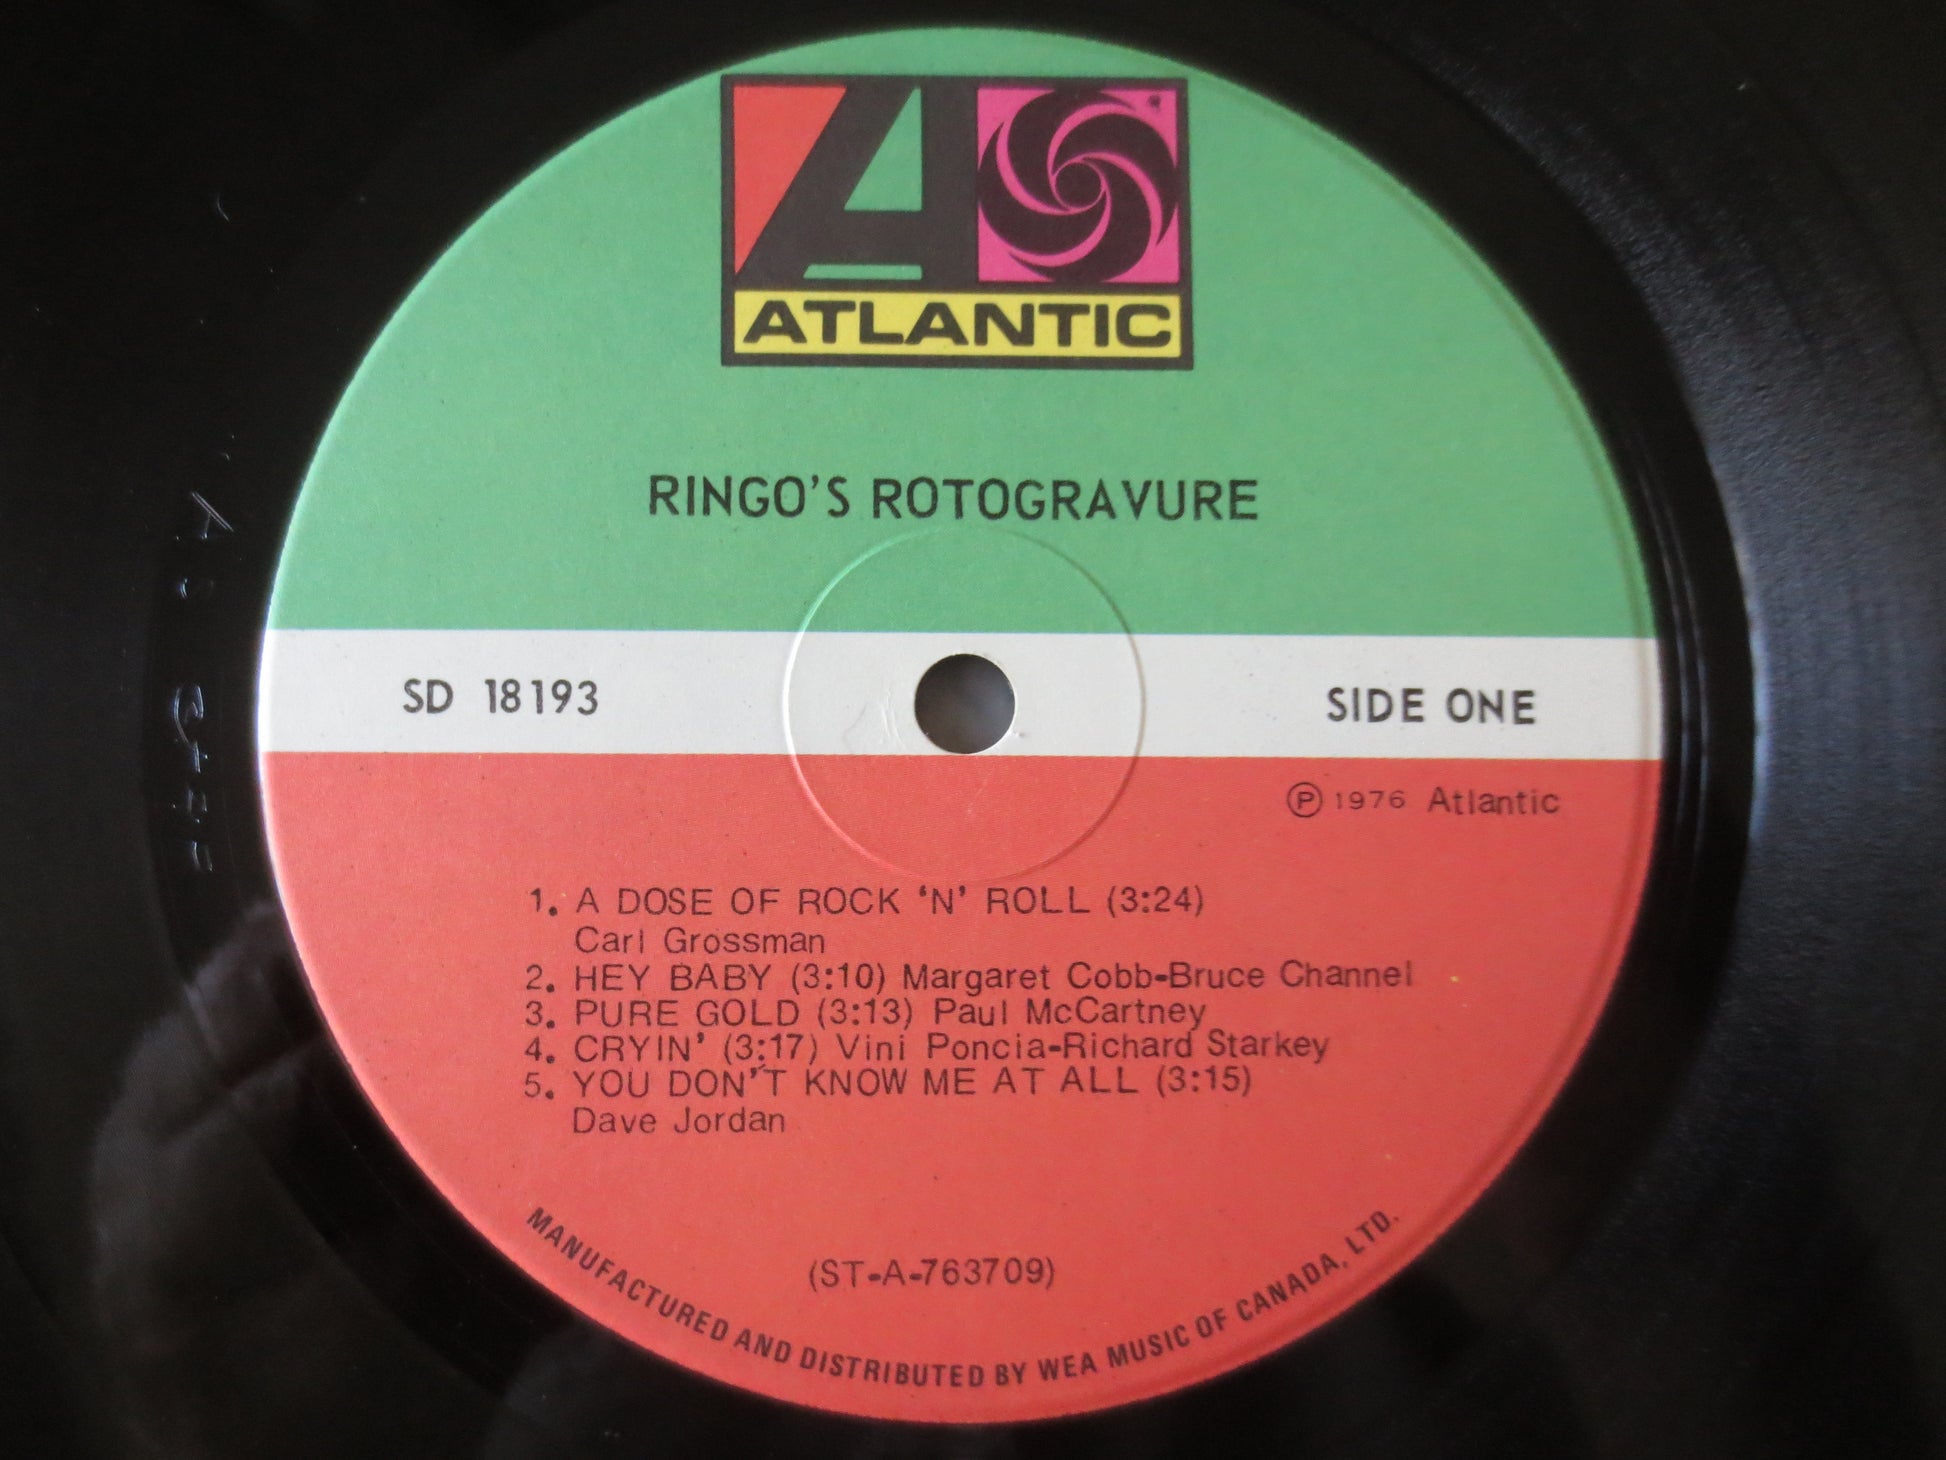 ATLANTIC
RINGO'S ROTOGRAVURE
SD 18193
SIDE ONE
Ⓟ 1976 Atlantic
1. A DOSE OF ROCK 'N' ROLL (3:24)
Carl Grossman
2. HEY BABY (3:10) Margaret Cobb-Bruce Channel
3. PURE GOLD (3:13) Paul McCartney
4. CRYIN' (3:17) Vini Poncia-Richard Starkey
5. YOU DON'T KNOW ME AT ALL (3:15)
Dave Jordan
(ST-A-763709)
MANUFACTURED AND DISTRIBUTED BY WEA MUSIC OF CANADA, LTD.